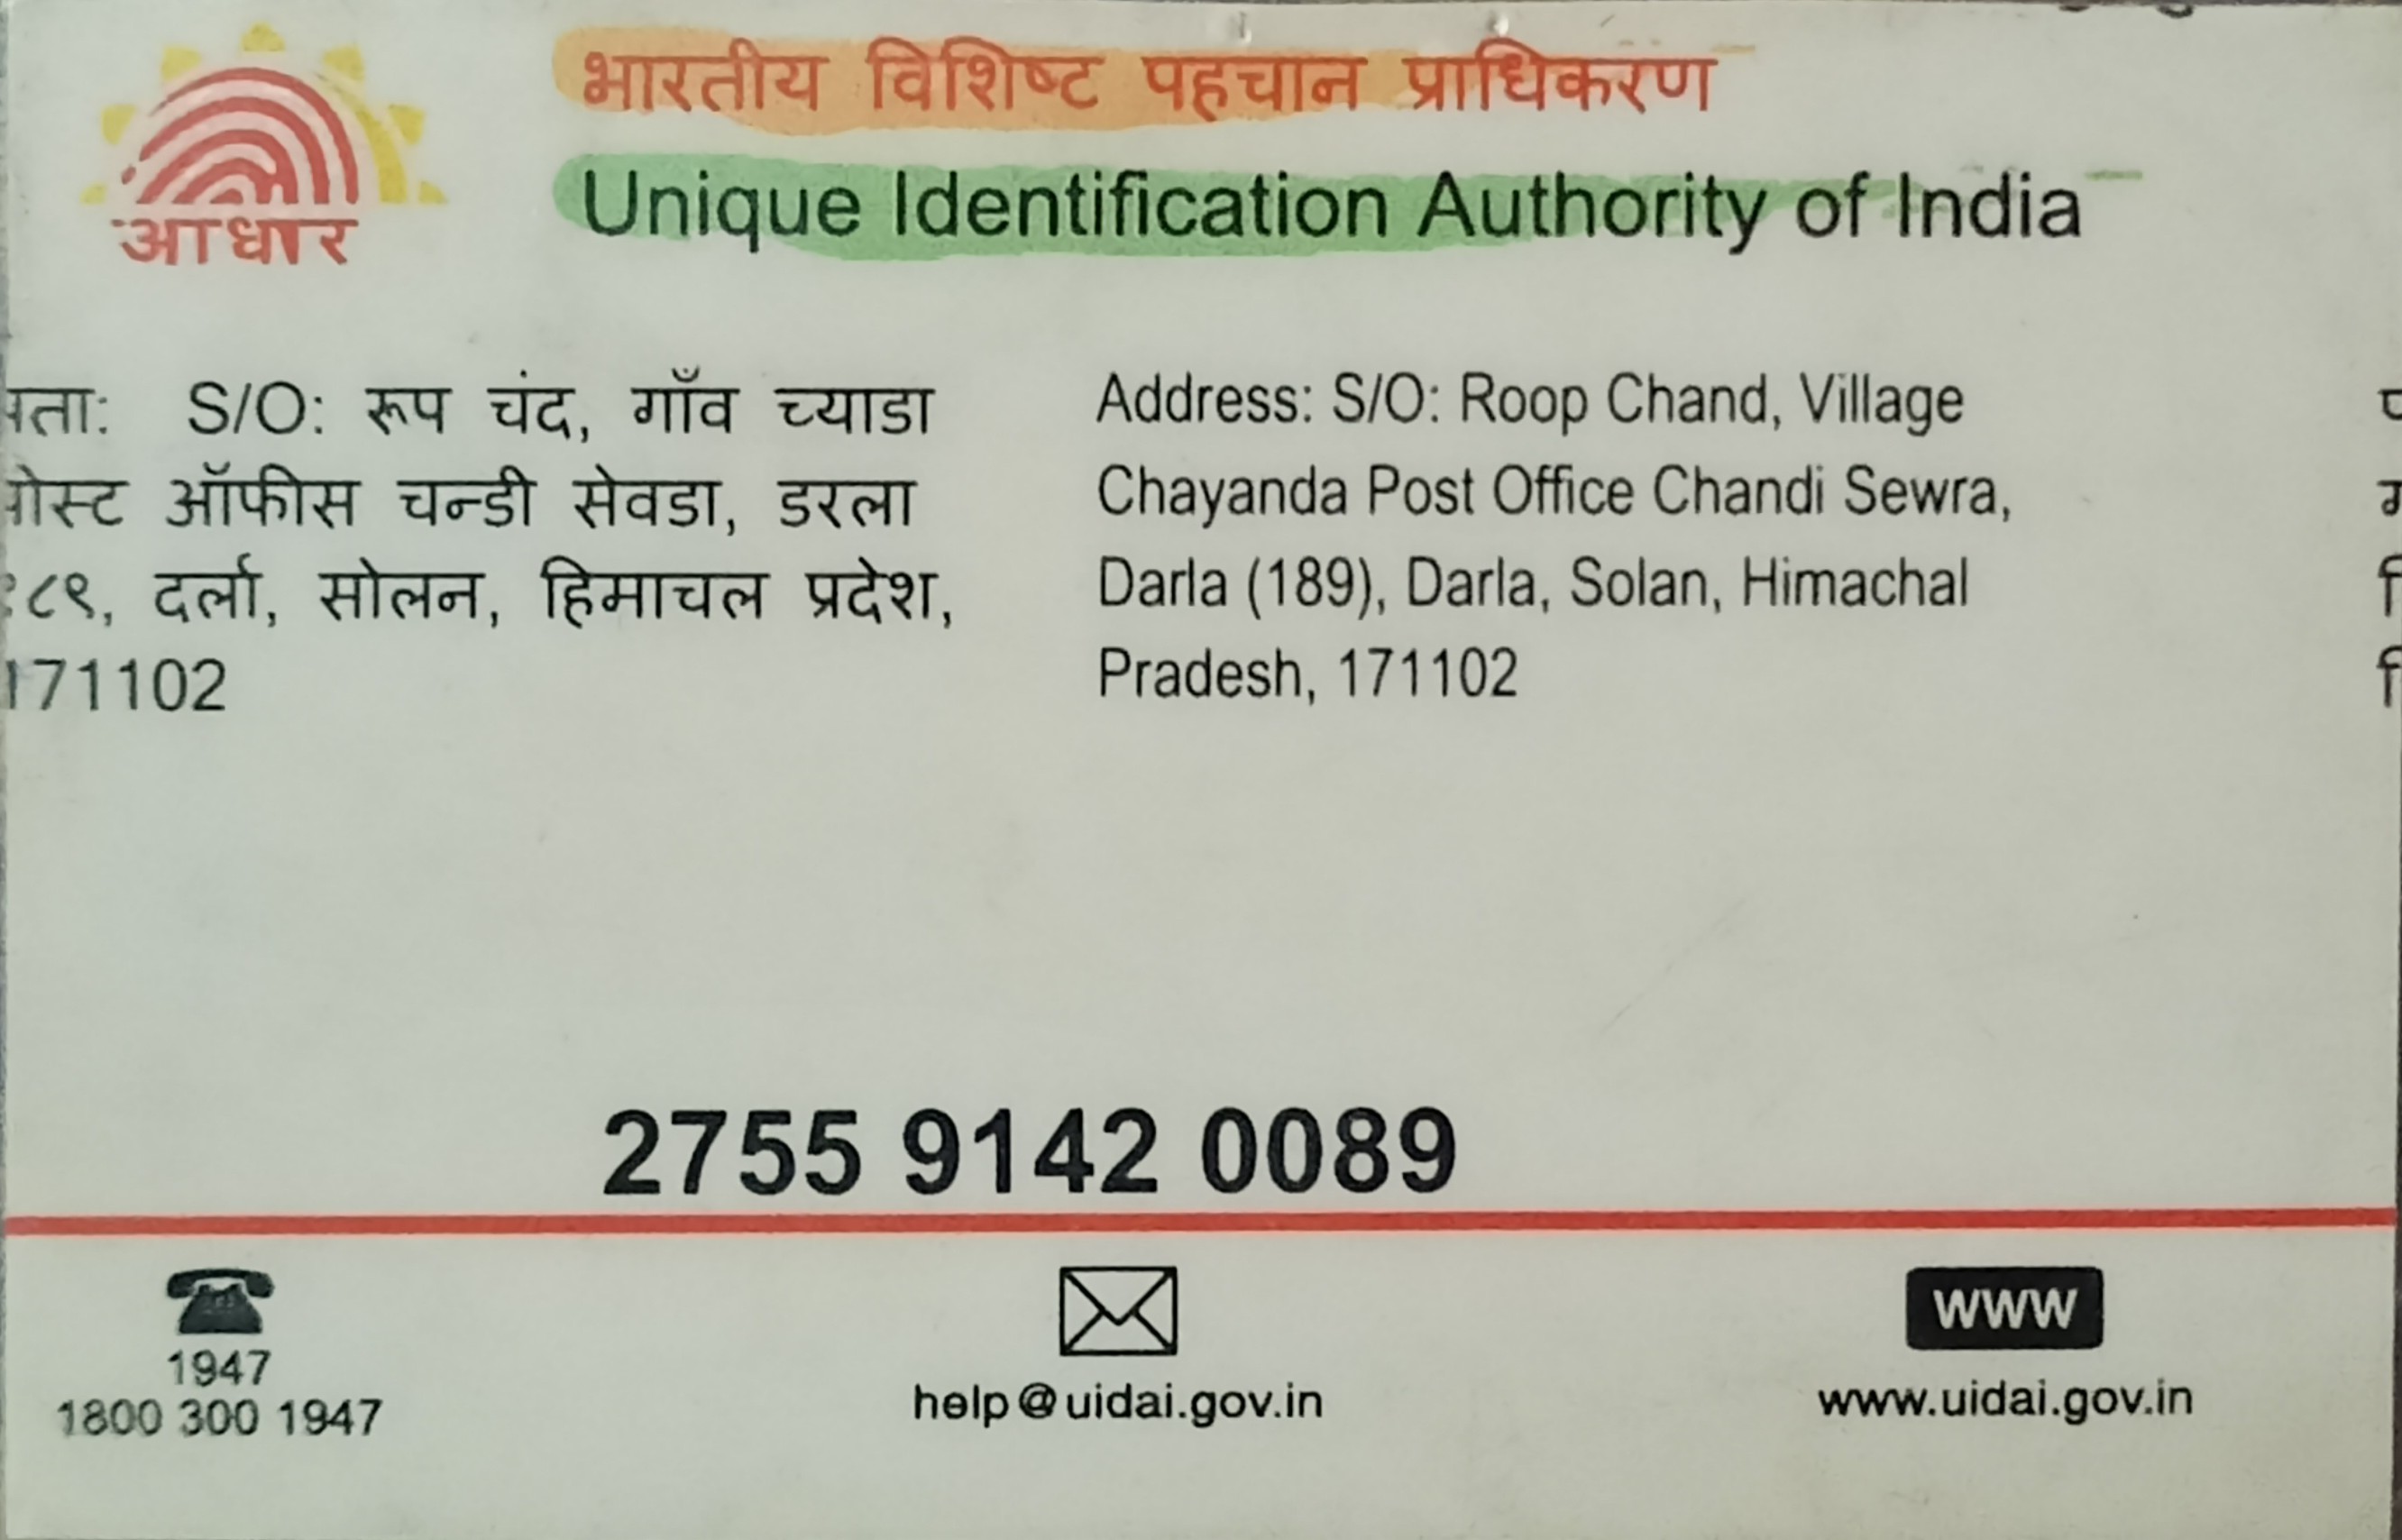 आधार
भारतीय विशिष्ट पहचान प्राधिकरण
Unique Identification Authority of India
पता: S/O: रूप चंद, गाँव च्याडा
पोस्ट ऑफीस चन्डी सेवडा, डरला
१८९, दर्लो, सोलन, हिमाचल प्रदेश,
171102
Address: S/O: Roop Chand, Village
Chayanda Post Office Chandi Sewra,
Darla (189), Darla, Solan, Himachal
Pradesh, 171102
2755 9142 0089
1947
1800 300 1947
help@uidai.gov.in
www
www.uidai.gov.in